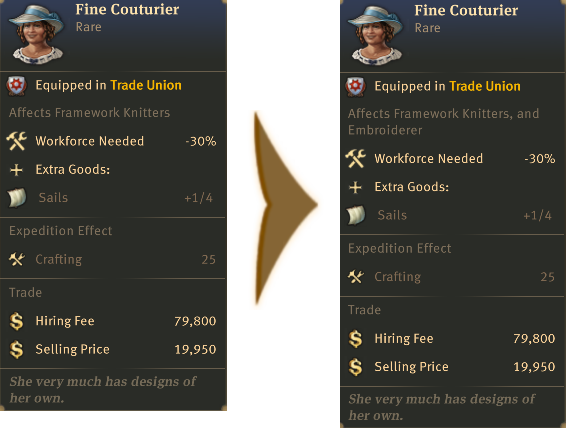 Fine Couturier
Rare
Equipped in Trade Union
Affects Framework Knitters
Workforce Needed -30%
Extra Goods:
Sails +1/4
Expedition Effect
Crafting 25
Trade
Hiring Fee 79,800
Selling Price 19,950
She very much has designs of
her own.
Fine Couturier
Rare
Equipped in Trade Union
Affects Framework Knitters, and
Embroiderer
Workforce Needed -30%
Extra Goods:
Sails +1/4
Expedition Effect
Crafting 25
Trade
Hiring Fee 79,800
Selling Price 19,950
She very much has designs of
her own.